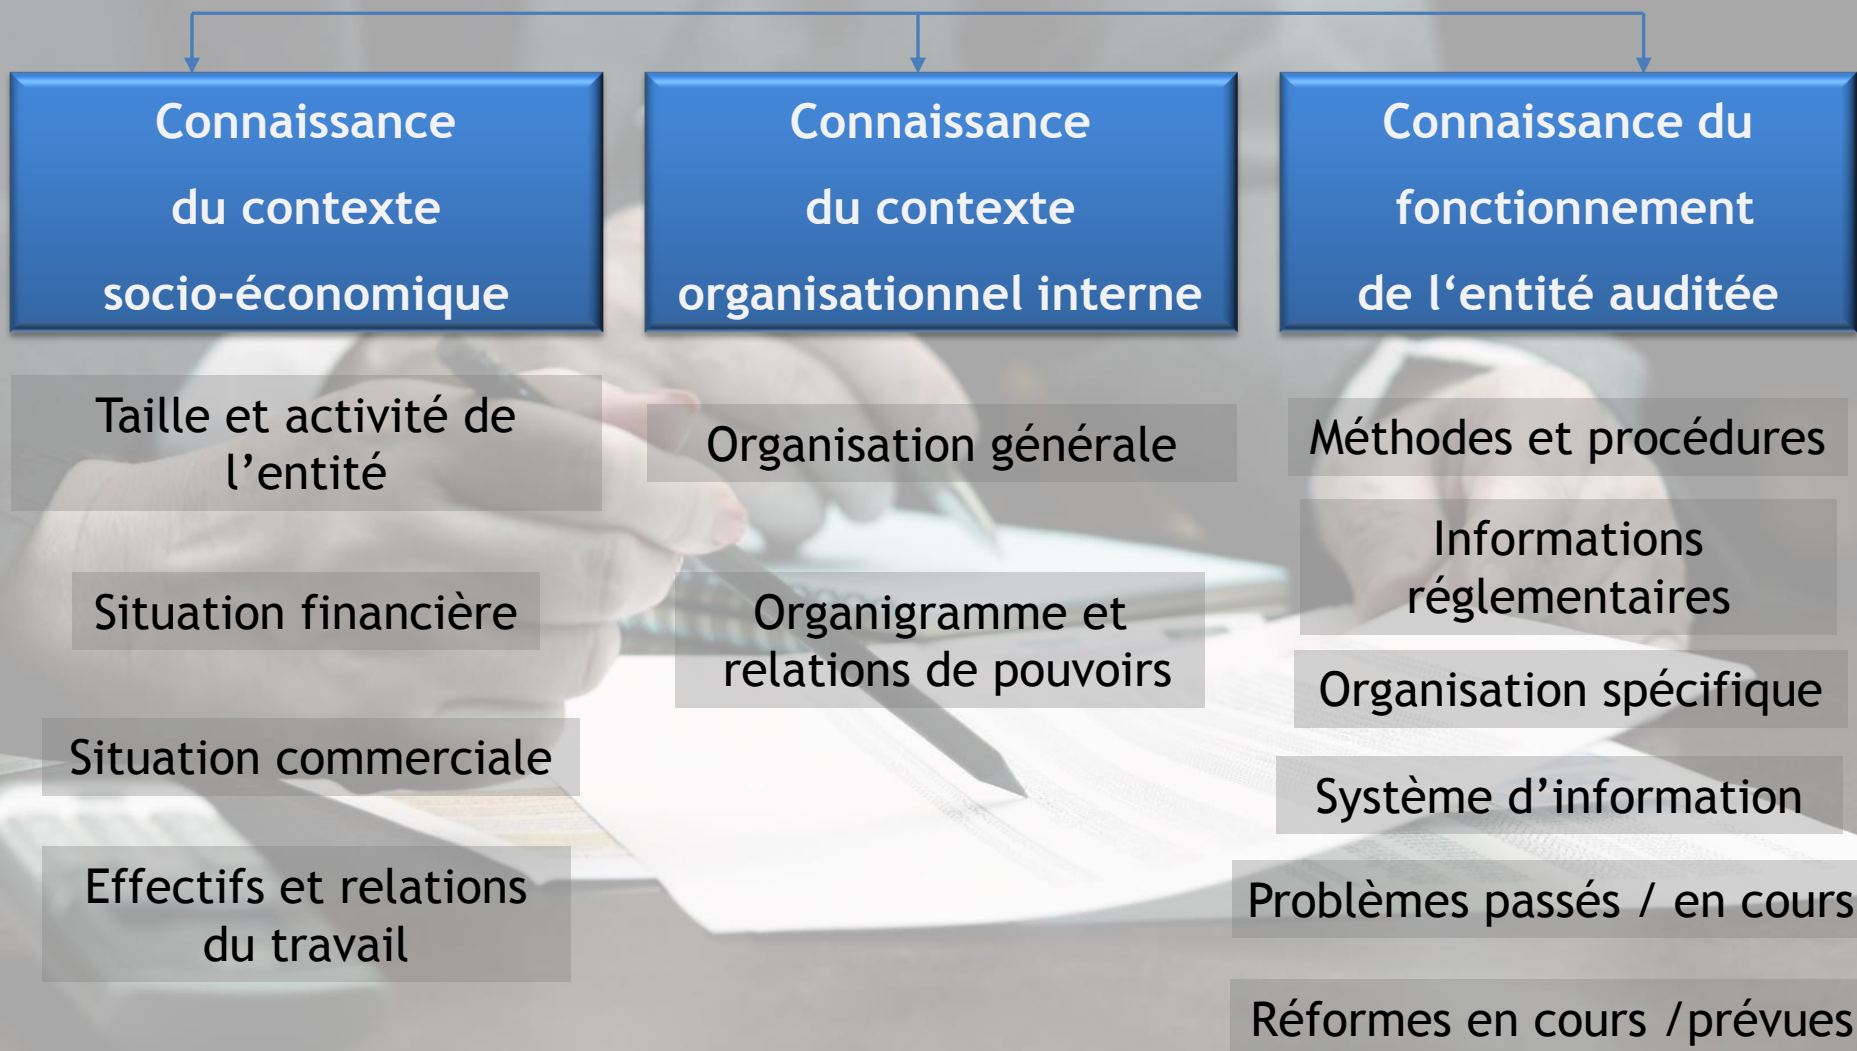 Connaissance
du contexte
socio-économique
Taille et activité de
l’entité
Situation financière
Situation commerciale
Effectifs et relations
du travail
Connaissance
du contexte
organisationnel interne
Organisation générale
Organigramme et
relations de pouvoirs
Connaissance du
fonctionnement
de l‘entité auditée
Méthodes et procédures
Informations
réglementaires
Organisation spécifique
Système d’information
Problèmes passés / en cours
Réformes en cours /prévues